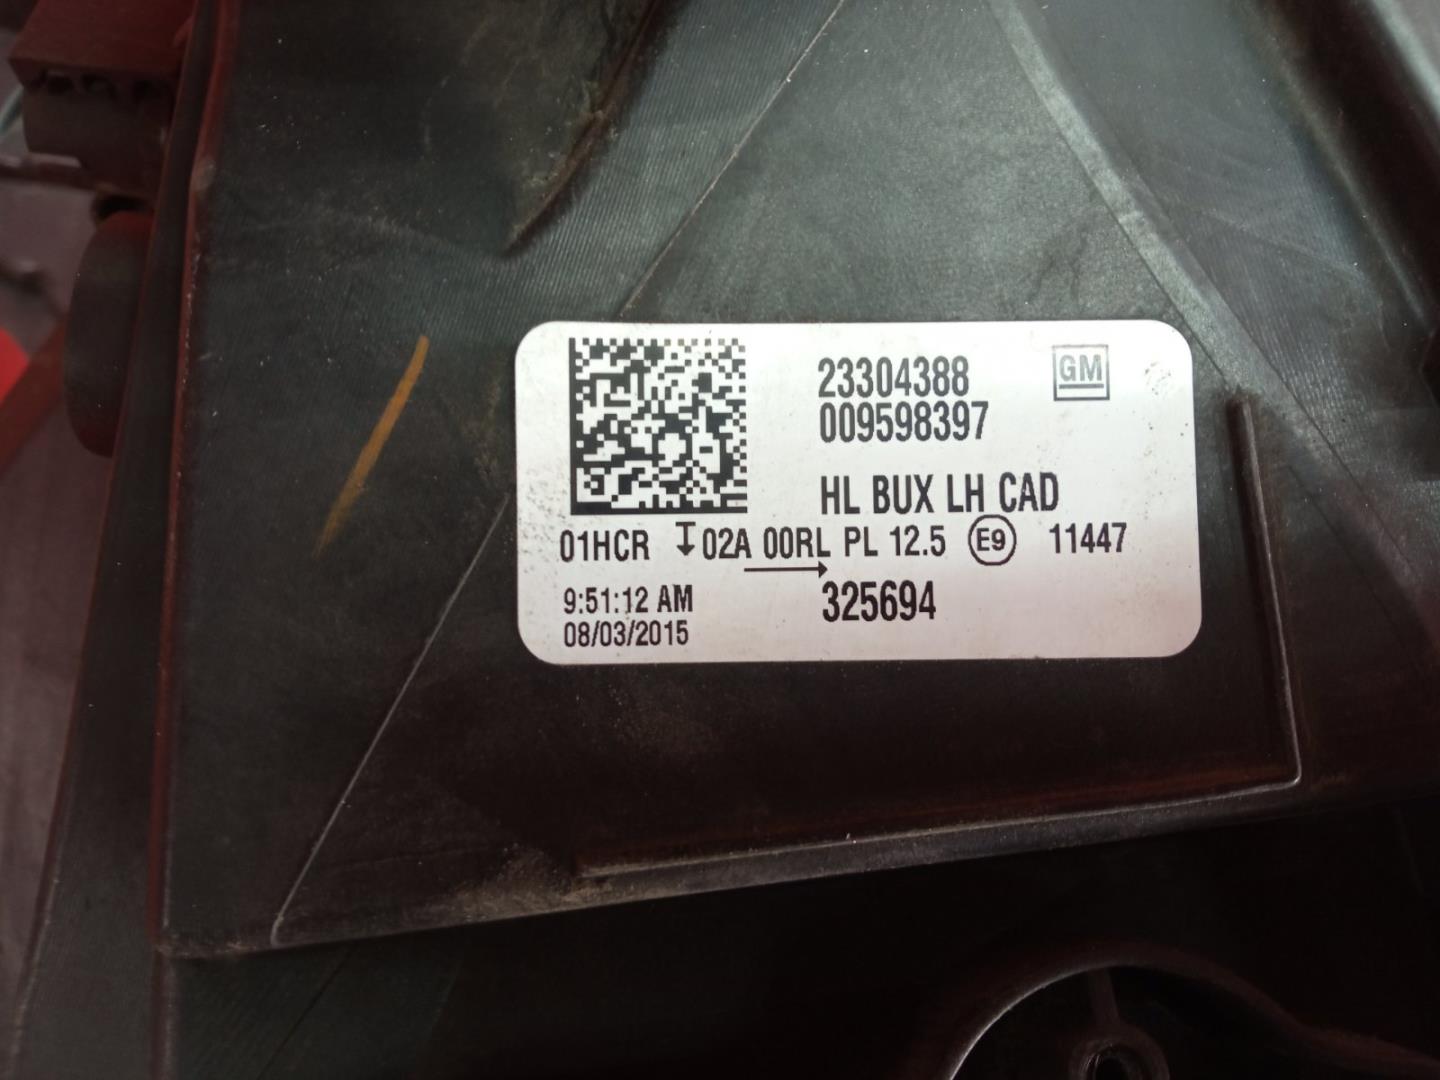 23304388
GM
009598397
HL BUX LH CAD
01HCR 02A 00RL PL 12.5 E9 11447
9:51:12 AM
325694
08/03/2015